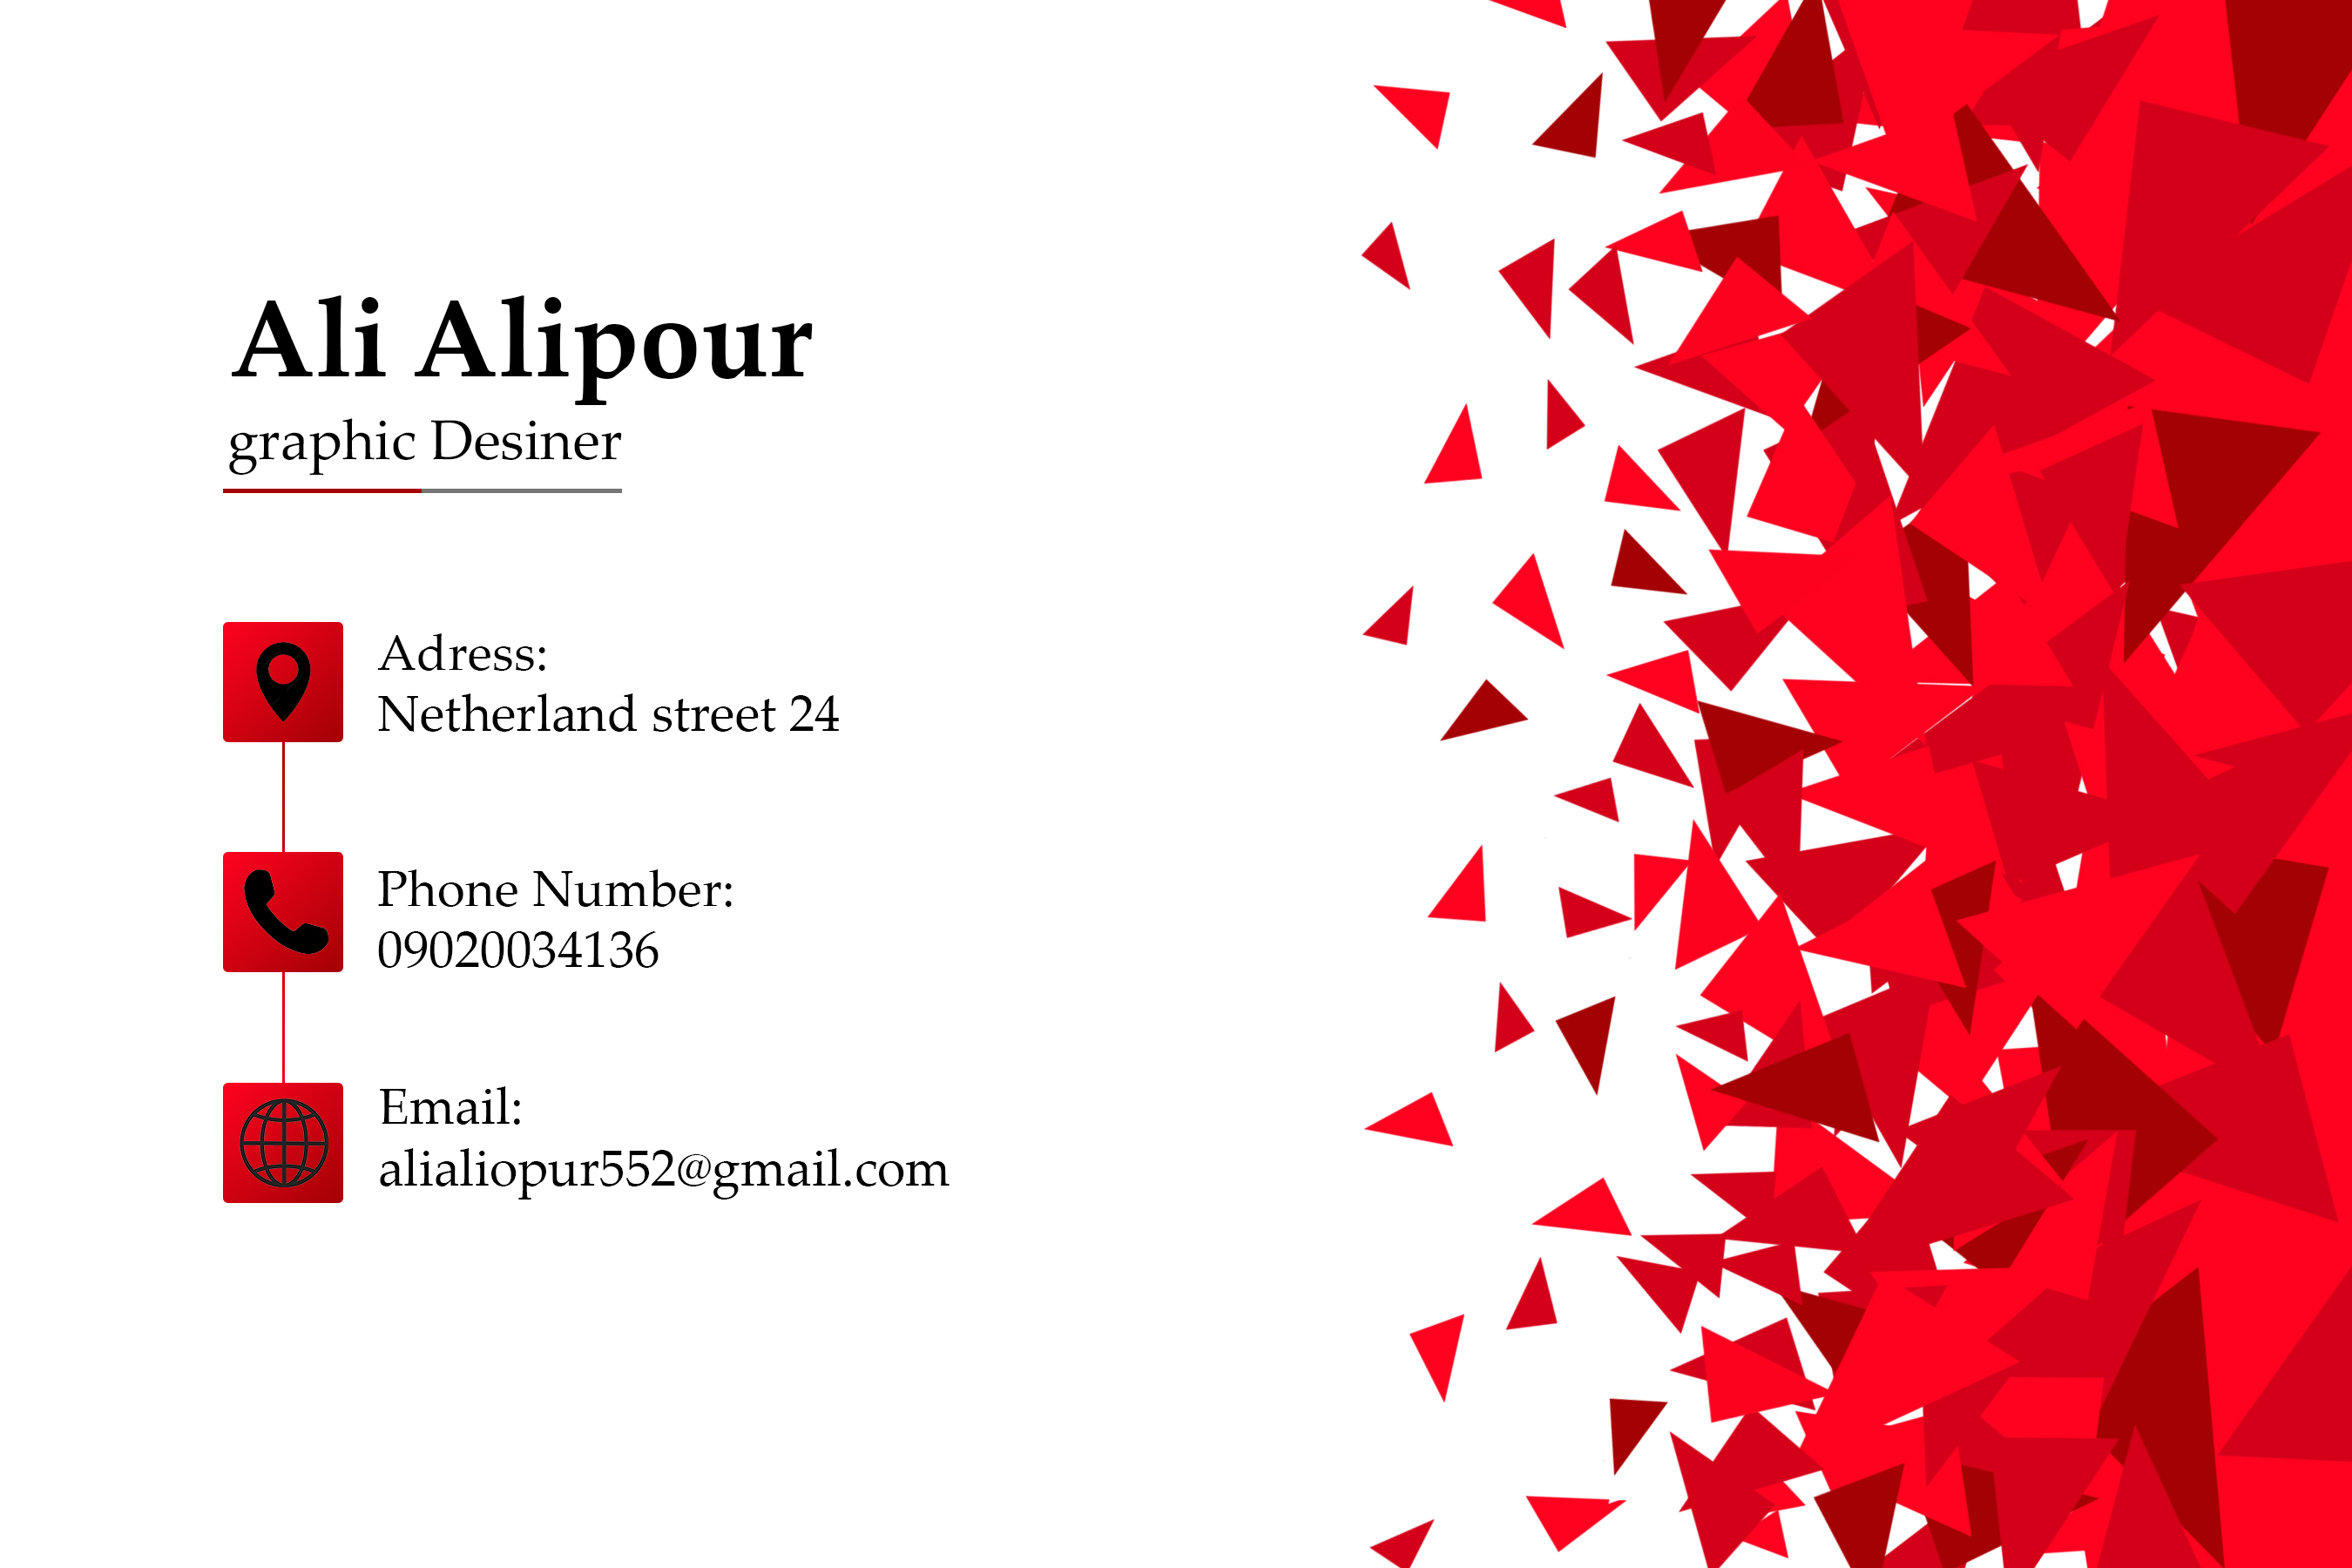 Ali Alipour
graphic Desiner
Adress:
Netherland street 24
Phone Number:
09020034136
Email:
alialiopur552@gmail.com